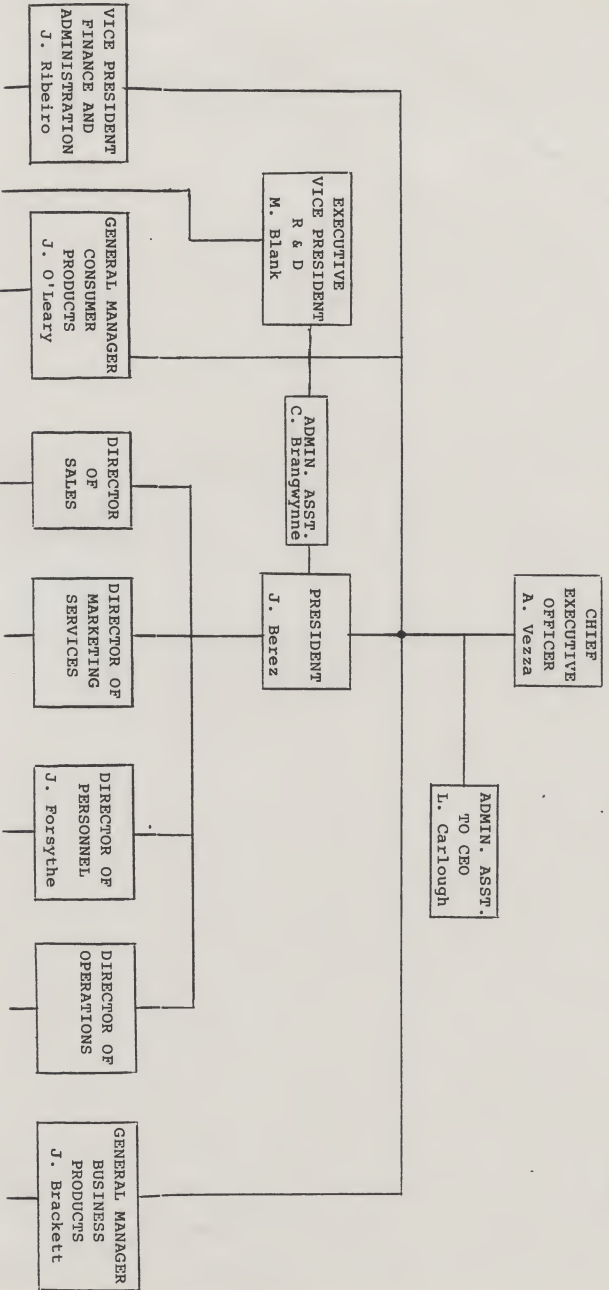 CHIEF
EXECUTIVE
OFFICER
A. Vezza
ADMIN. ASST.
TO CEO
L. Carlough
EXECUTIVE
VICE PRESIDENT
R & D
M. Blank
ADMIN. ASST.
C. Brangwynne
PRESIDENT
J. Berez
VICE PRESIDENT
FINANCE AND
ADMINISTRATION
J. Ribeiro
GENERAL MANAGER
CONSUMER
PRODUCTS
J. O'Leary
DIRECTOR
OF
SALES
DIRECTOR OF
MARKETING
SERVICES
DIRECTOR OF
PERSONNEL
J. Forsythe
DIRECTOR OF
OPERATIONS
GENERAL MANAGER
BUSINESS
PRODUCTS
J. Brackett